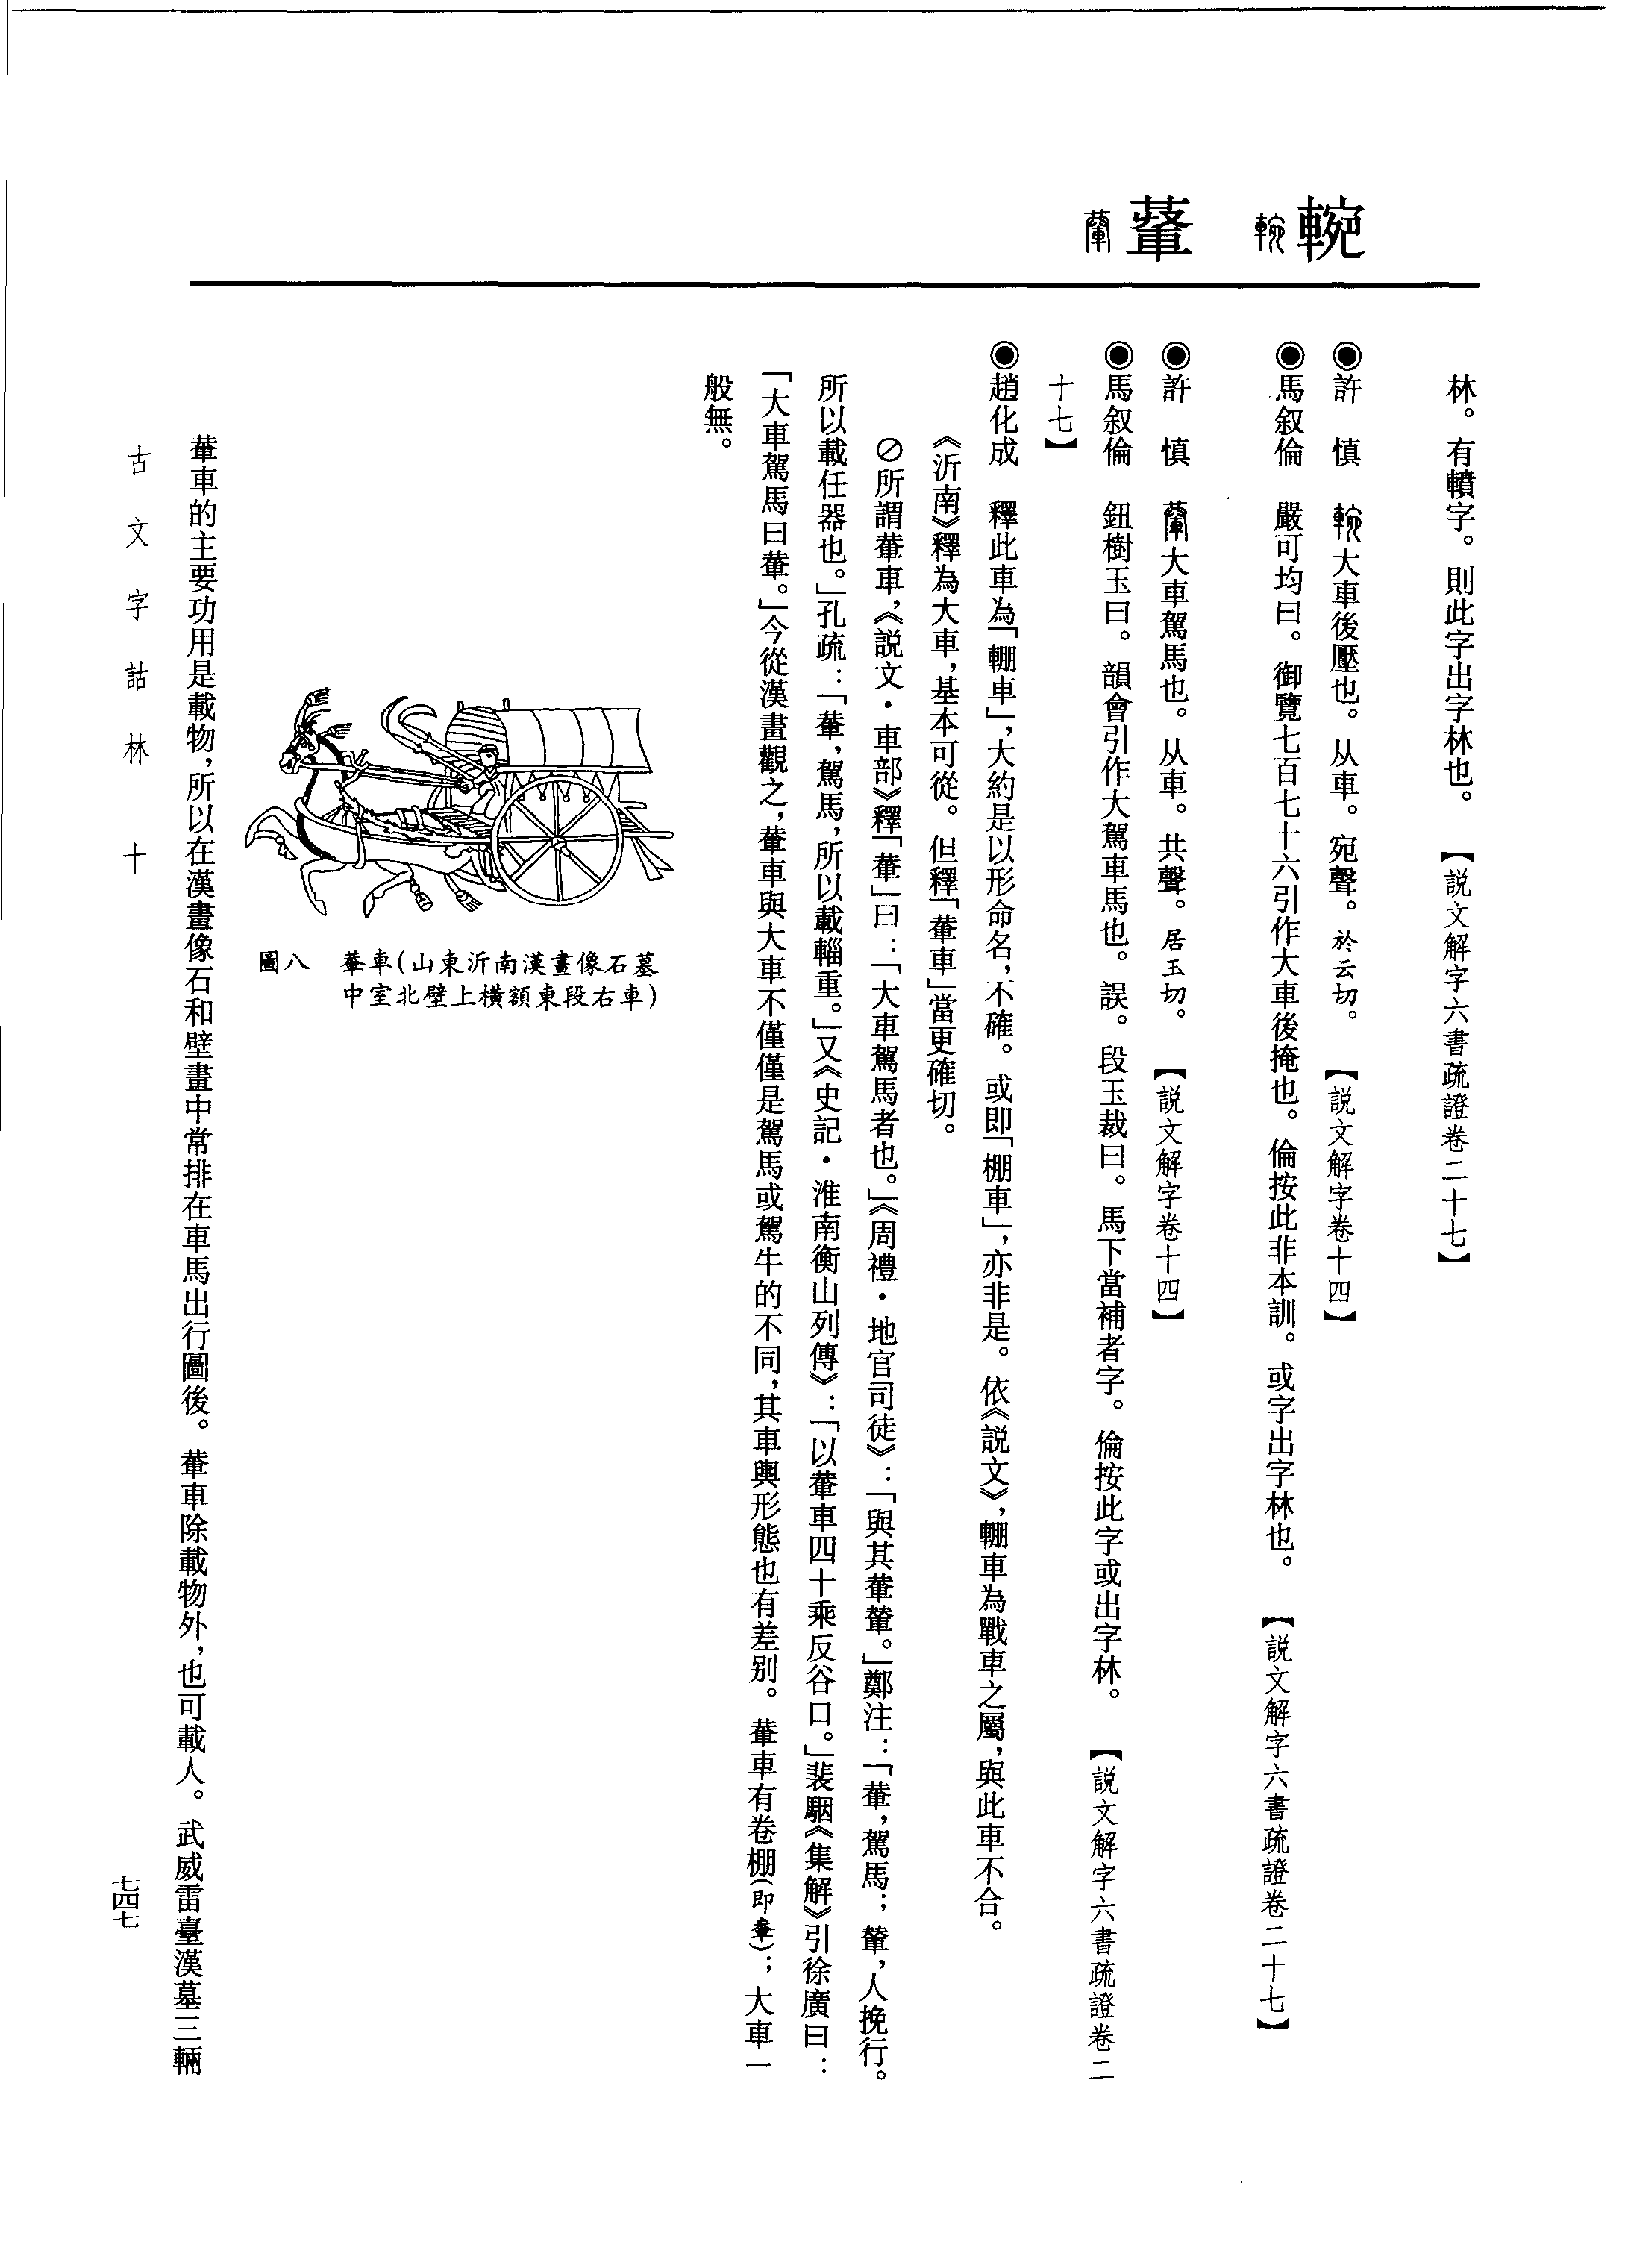 輓
輂
林。有轒字。則此字出字林也。【説文解字六書疏證卷二十七】
◉許　慎　大車後壓也。从車。宛聲。於云切。【説文解字卷十四】
◉馬叙倫　嚴可均曰。御覽七百七十六引作大車後掩也。倫按此非本訓。或字出字林也。【説文解字六書疏證卷二十七】
◉許　慎　大車駕馬也。从車。共聲。居玉切。【説文解字卷十四】
◉馬叙倫　鈕樹玉曰。韻會引作大駕車馬也。誤。段玉裁曰。馬下當補者字。倫按此字或出字林。【説文解字六書疏證卷二
十七】
◉趙化成　釋此車為「輣車」，大約是以形命名，不確。或即「棚車」，亦非是。依《説文》，輣車為戰車之屬，與此車不合。
《沂南》釋為大車，基本可從。但釋「輂車」當更確切。
⊘所謂輂車，《説文・車部》釋「輂」曰：「大車駕馬者也。」《周禮・地官司徒》：「與其輂輦。」鄭注：「輂，駕馬；輦，人挽行。
所以載任器也。」孔疏：「輂，駕馬，所以載輜重。」又《史記・淮南衡山列傳》：「以輂車四十乘反谷口。」裴駰《集解》引徐廣曰：
「大車駕馬曰輂。」今從漢畫觀之，輂車與大車不僅僅是駕馬或駕牛的不同，其車輿形態也有差别。輂車有卷棚（即輂）；大車一
般無。
圖八　輂車（山東沂南漢畫像石墓
中室北壁上橫額東段右車）
輂車的主要功用是載物，所以在漢畫像石和壁畫中常排在車馬出行圖後。輂車除載物外，也可載人。武威雷臺漢墓三輛
古文字詁林　十
七四七